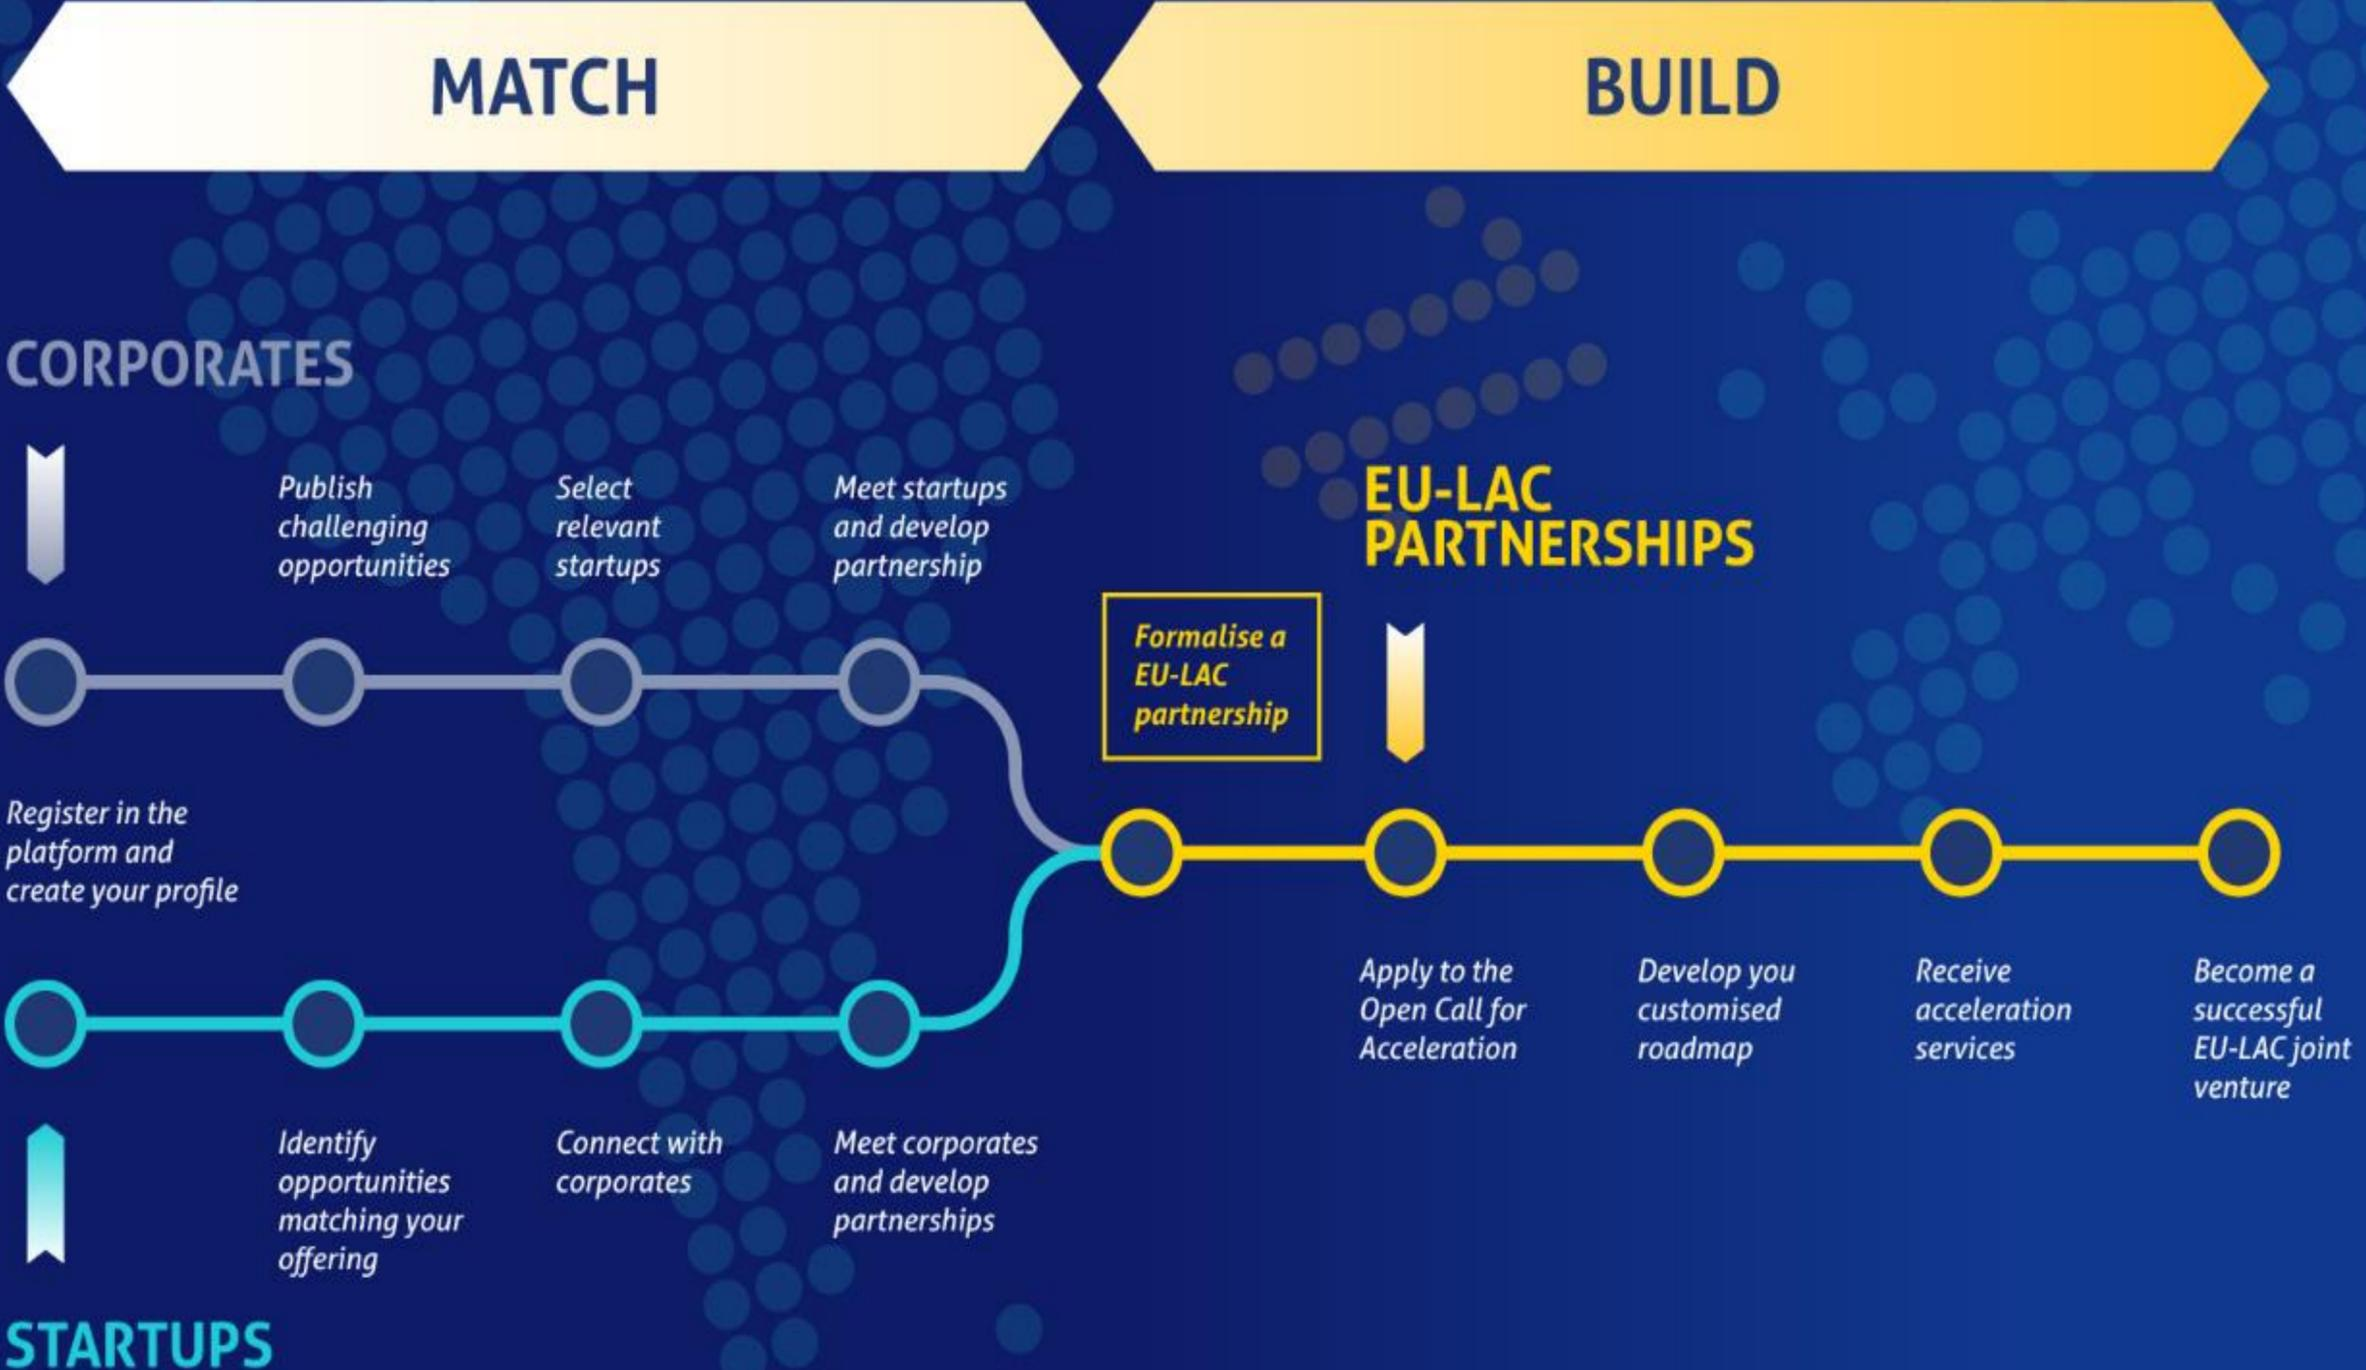 MATCH
BUILD
CORPORATES
Publish
challenging
opportunities
Select
relevant
startups
Meet startups
and develop
partnership
EU-LAC
PARTNERSHIPS
Formalise a
EU-LAC
partnership
Register in the
platform and
create your profile
Apply to the
Open Call for
Acceleration
Develop you
customised
roadmap
Receive
acceleration
services
Become a
successful
EU-LAC joint
venture
Identify
opportunities
matching your
offering
Connect with
corporates
Meet corporates
and develop
partnerships
STARTUPS